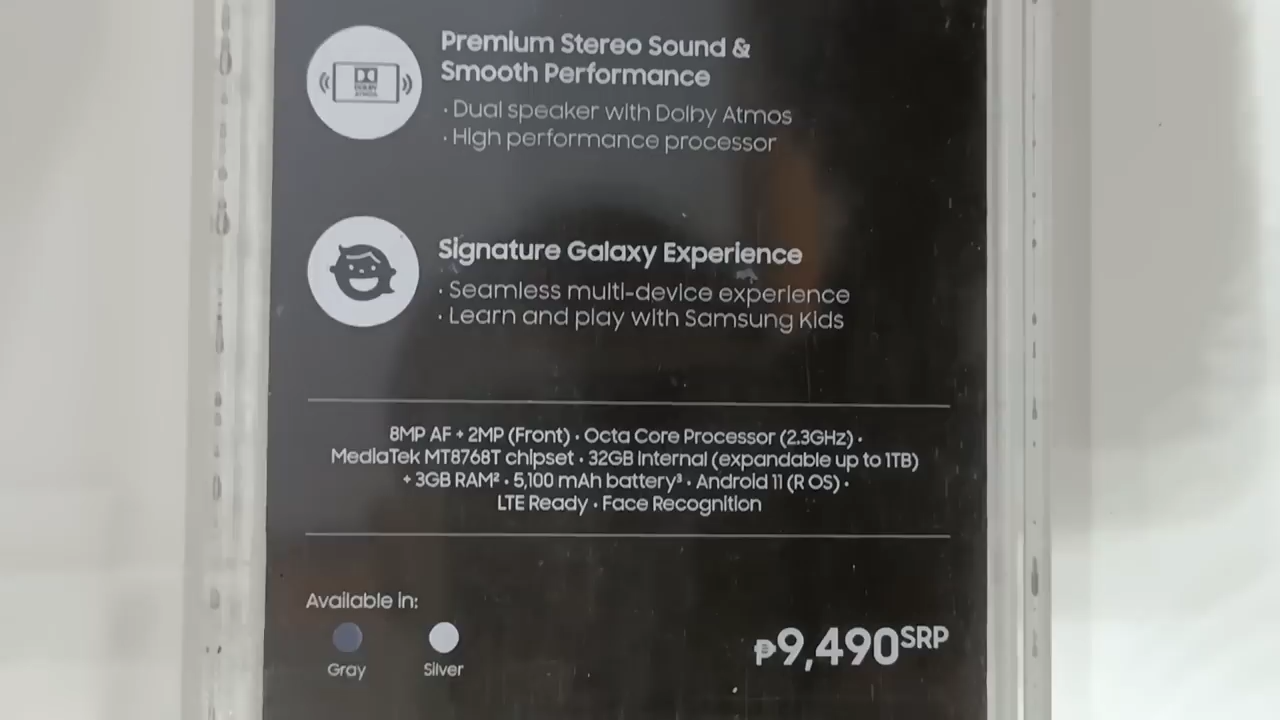 Premium Stereo Sound &
Smooth Performance
DOLBY
ATMOS
· Dual speaker with Dolby Atmos
· High performance processor
Signature Galaxy Experience
· Seamless multi-device experience
· Learn and play with Samsung Kids
8MP AF + 2MP (Front) · Octa Core Processor (2.3GHz) ·
MediaTek MT8768T chipset · 32GB Internal (expandable up to 1TB)
+ 3GB RAM² · 5,100 mAh battery³ · Android 11 (R OS) ·
LTE Ready · Face Recognition
Available in:
Gray
Silver
₱9,490SRP